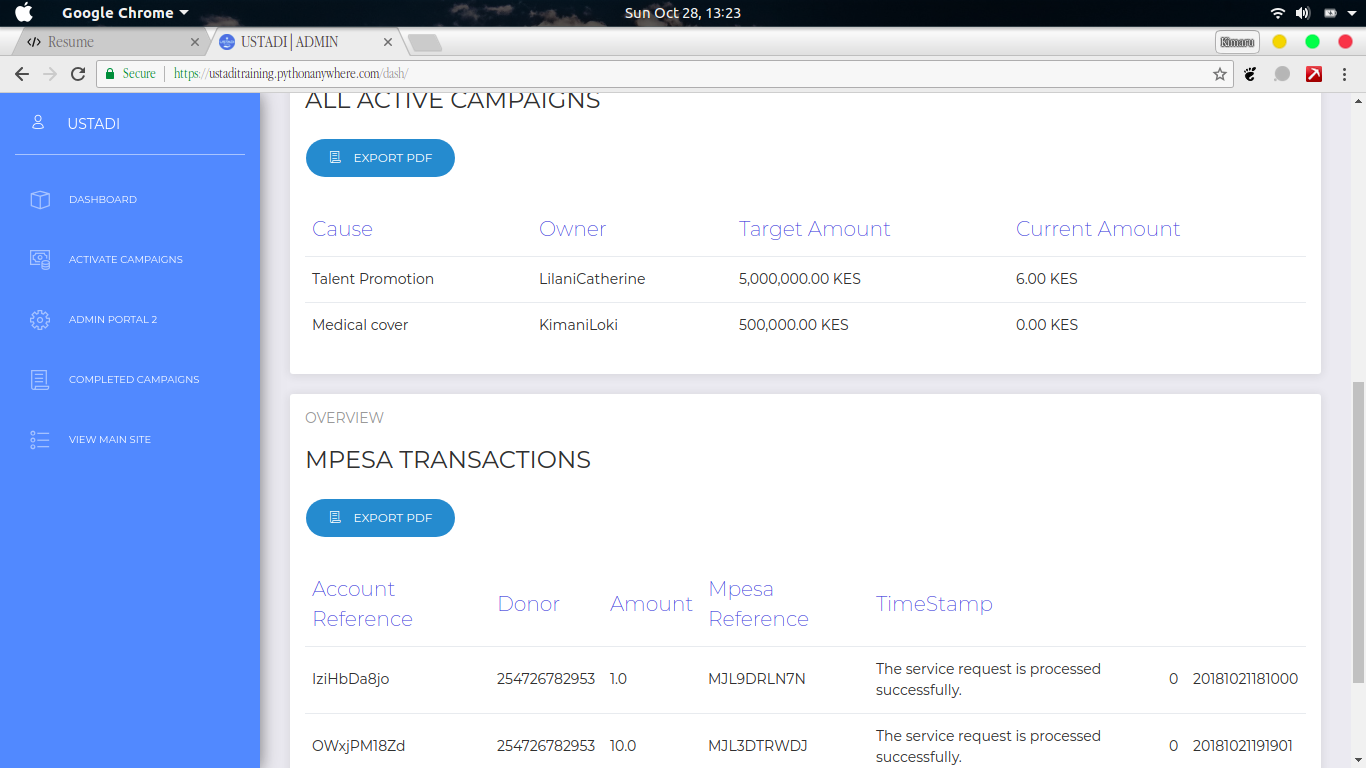 Google Chrome
Sun Oct 28, 13:23
Resume
USTADI | ADMIN
Kimaru
Secure
https://ustaditraining.pythonanywhere.com/dash/
USTADI
DASHBOARD
ACTIVATE CAMPAIGNS
ADMIN PORTAL 2
COMPLETED CAMPAIGNS
VIEW MAIN SITE
ALL ACTIVE CAMPAIGNS
EXPORT PDF
Cause Owner Target Amount Current Amount
Talent Promotion LilaniCatherine 5,000,000.00 KES 6.00 KES
Medical cover KimaniLoki 500,000.00 KES 0.00 KES
OVERVIEW
MPESA TRANSACTIONS
EXPORT PDF
Account Reference Donor Amount Mpesa Reference TimeStamp
IziHbDa8jo 254726782953 1.0 MJL9DRLN7N The service request is processed successfully. 0 20181021181000
OWxjPM18Zd 254726782953 10.0 MJL3DTRWDJ The service request is processed successfully. 0 20181021191901